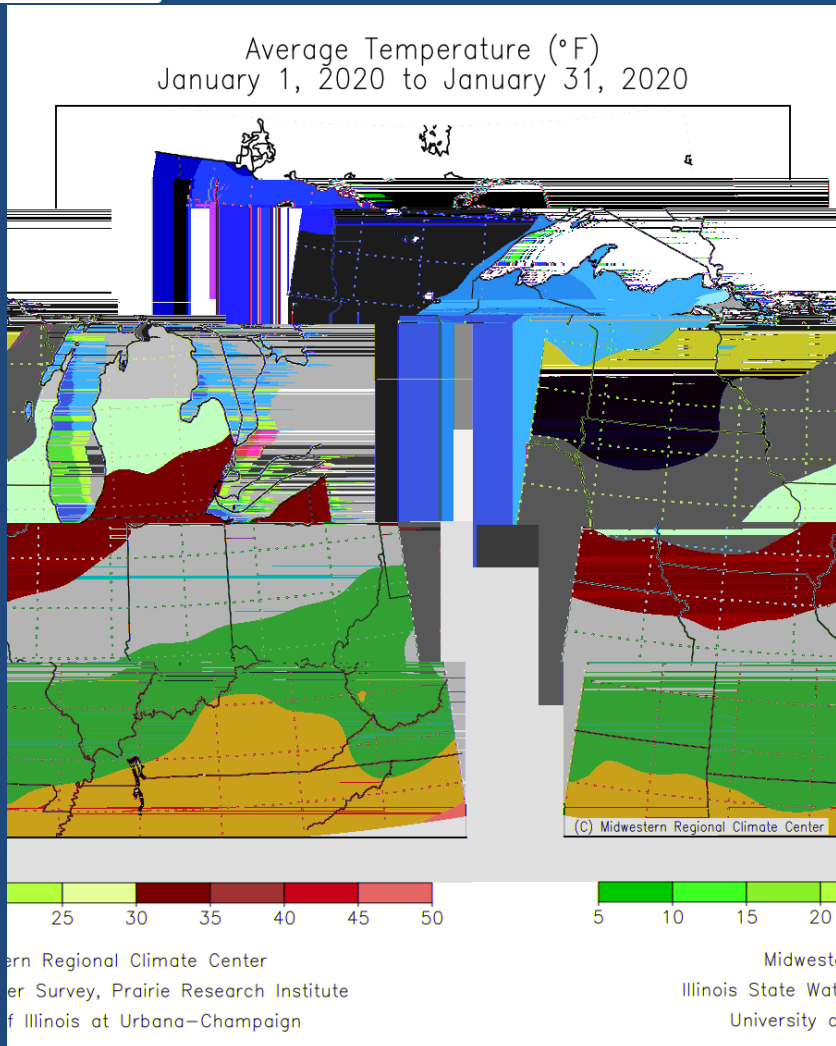 Average Temperature (°F)
January 1, 2020 to January 31, 2020
(C) Midwestern Regional Climate Center
25 30 35 40 45 50
5 10 15 20
ern Regional Climate Center
er Survey, Prairie Research Institute
f Illinois at Urbana-Champaign
Midweste
Illinois State Wat
University o